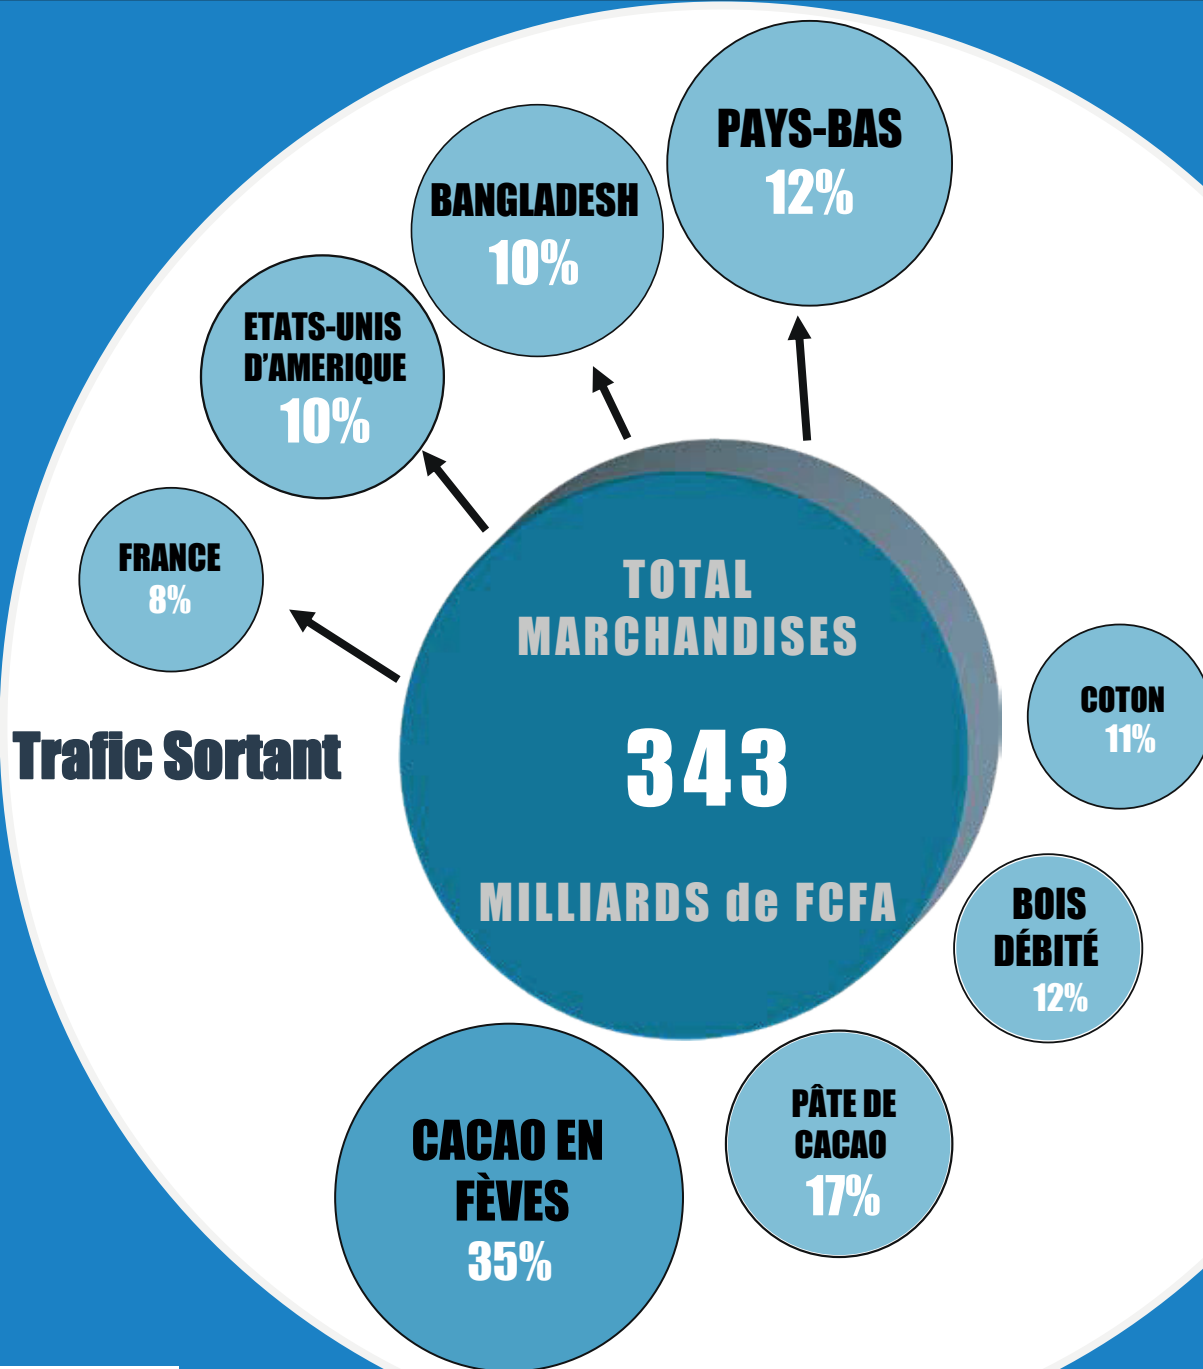 PAYS-BAS
12%
BANGLADESH
10%
ETATS-UNIS
D'AMERIQUE
10%
FRANCE
8%
TOTAL
MARCHANDISES
343
MILLIARDS de FCFA
Trafic Sortant
COTON
11%
BOIS
DÉBITÉ
12%
PÂTE DE
CACAO
17%
CACAO EN
FÈVES
35%